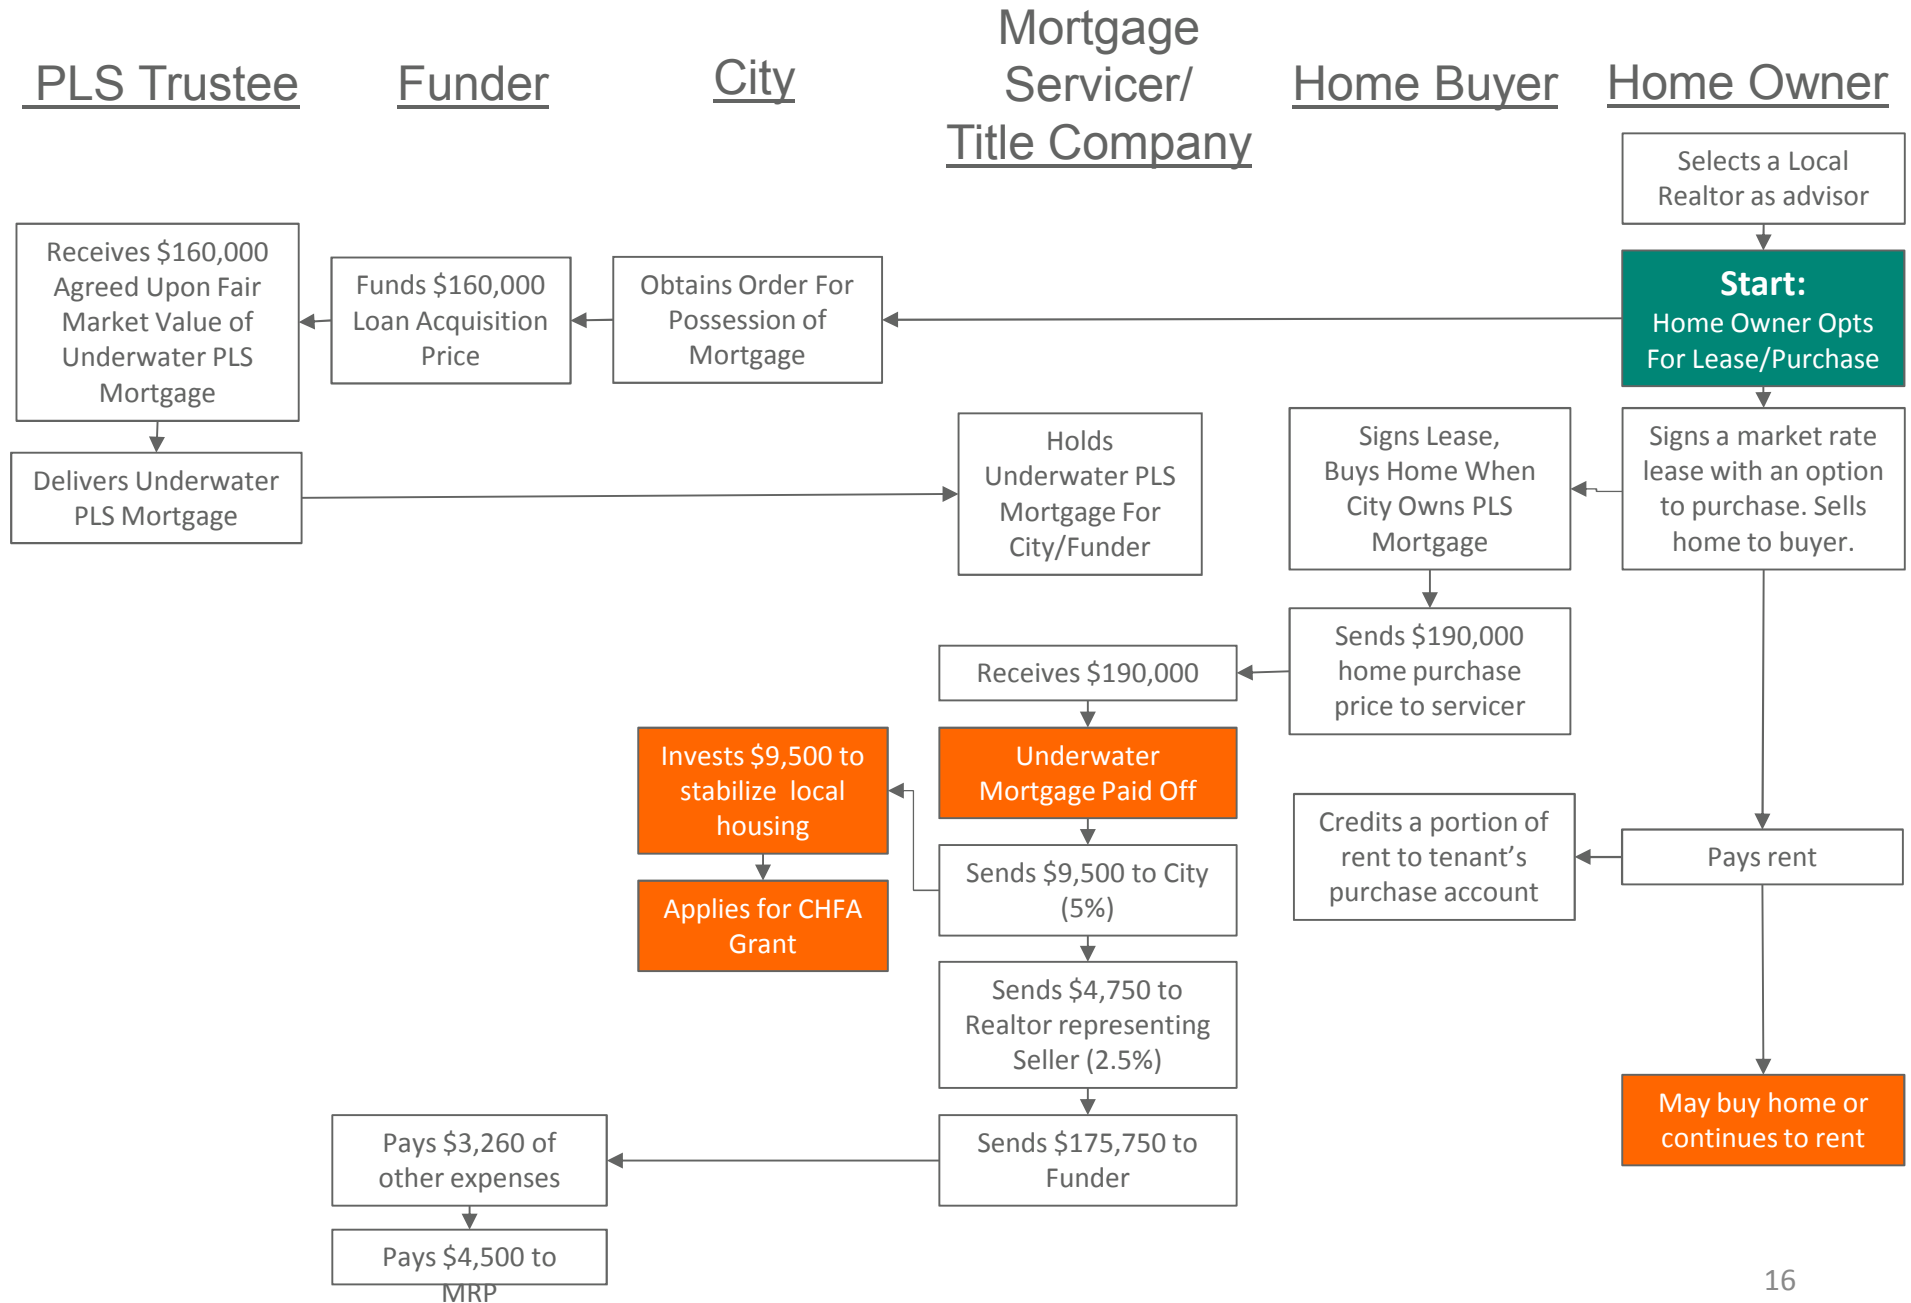 PLS Trustee
Funder
City
Mortgage
Servicer/
Title Company
Home Buyer
Home Owner
Selects a Local
Realtor as advisor
Start:
Home Owner Opts
For Lease/Purchase
Obtains Order For
Possession of
Mortgage
Funds $160,000
Loan Acquisition
Price
Receives $160,000
Agreed Upon Fair
Market Value of
Underwater PLS
Mortgage
Delivers Underwater
PLS Mortgage
Holds
Underwater PLS
Mortgage For
City/Funder
Signs Lease,
Buys Home When
City Owns PLS
Mortgage
Signs a market rate
lease with an option
to purchase. Sells
home to buyer.
Sends $190,000
home purchase
price to servicer
Receives $190,000
Underwater
Mortgage Paid Off
Invests $9,500 to
stabilize local
housing
Applies for CHFA
Grant
Sends $9,500 to City
(5%)
Credits a portion of
rent to tenant’s
purchase account
Pays rent
Sends $4,750 to
Realtor representing
Seller (2.5%)
Sends $175,750 to
Funder
Pays $3,260 of
other expenses
Pays $4,500 to
MRP
May buy home or
continues to rent
16